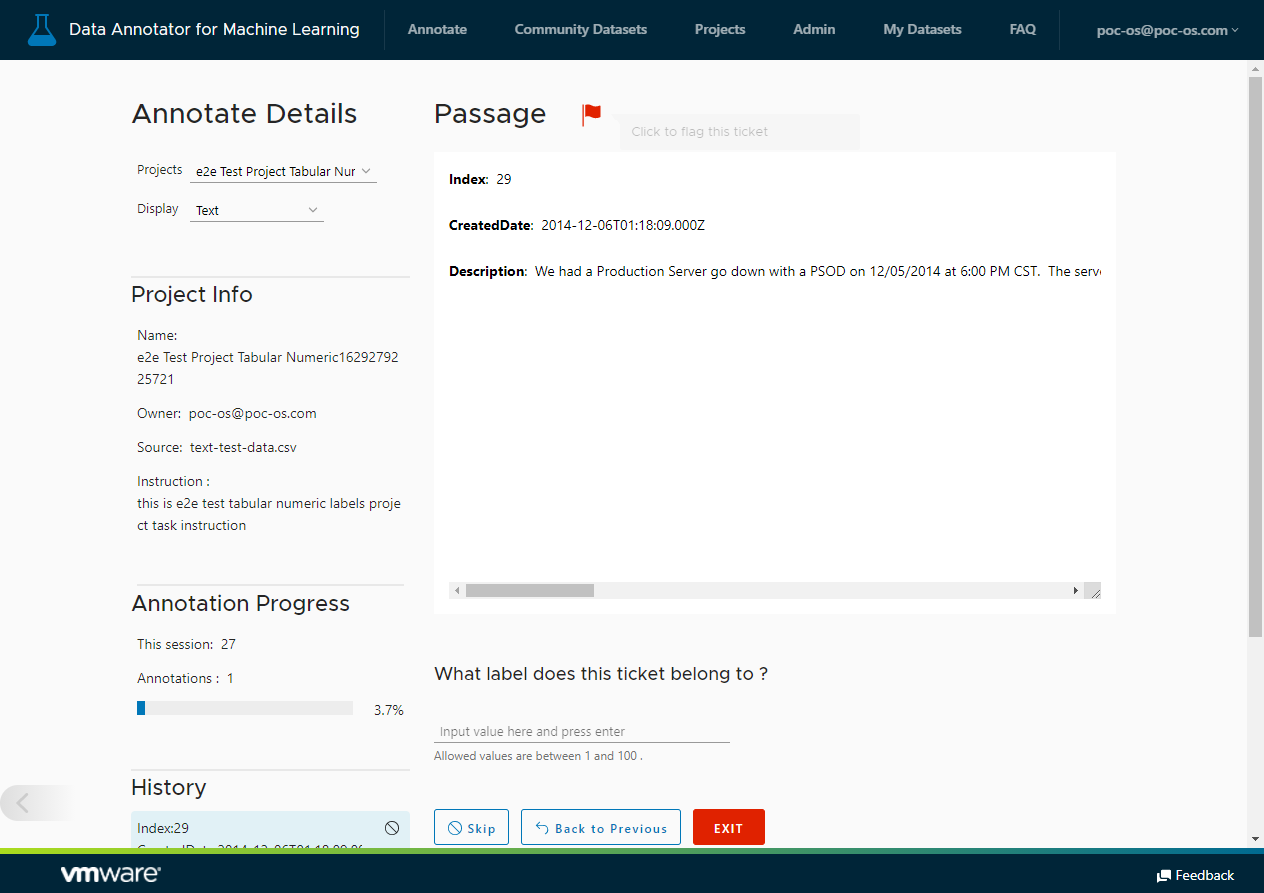 Data Annotator for Machine Learning
Annotate
Community Datasets
Projects
Admin
My Datasets
FAQ
poc-os@poc-os.com
Annotate Details
Projects e2e Test Project Tabular Nur
Display Text
Project Info
Name:
e2e Test Project Tabular Numeric16292792
25721
Owner: poc-os@poc-os.com
Source: text-test-data.csv
Instruction :
this is e2e test tabular numeric labels proje
ct task instruction
Annotation Progress
This session: 27
Annotations : 1
3.7%
History
Index:29
Passage
Click to flag this ticket
Index: 29
CreatedDate: 2014-12-06T01:18:09.000Z
Description: We had a Production Server go down with a PSOD on 12/05/2014 at 6:00 PM CST. The serve
What label does this ticket belong to ?
Input value here and press enter
Allowed values are between 1 and 100 .
Skip
Back to Previous
EXIT
vmware
Feedback